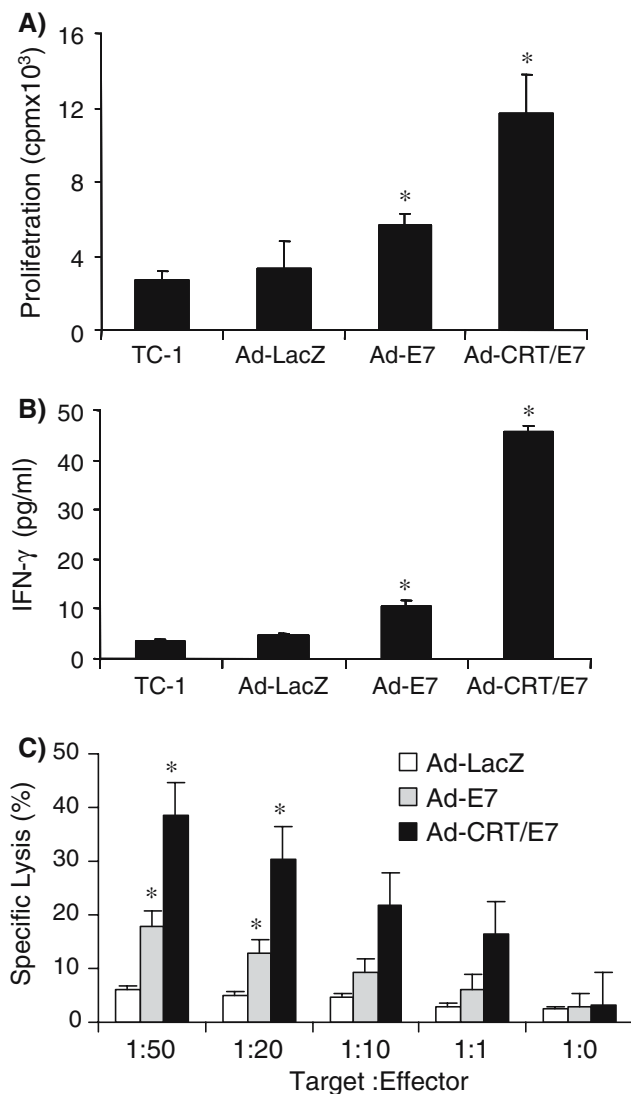 A)
Prolifetration (cpmx10³)
16
12
8
4
0
*
*
TC-1 Ad-LacZ Ad-E7 Ad-CRT/E7
B)
IFN-γ (pg/ml)
50
40
30
20
10
0
*
*
TC-1 Ad-LacZ Ad-E7 Ad-CRT/E7
C)
Specific Lysis (%)
50
40
30
20
10
0
Ad-LacZ
Ad-E7
Ad-CRT/E7
*
*
*
*
1:50 1:20 1:10 1:1 1:0
Target :Effector